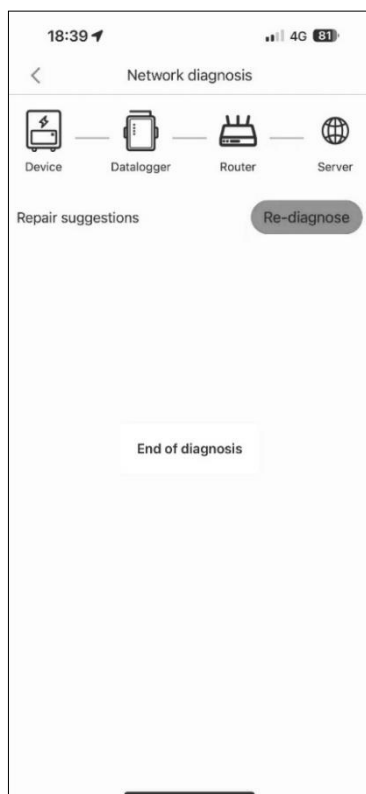 18:39 4G 81
Network diagnosis
Device Datalogger Router Server
Repair suggestions Re-diagnose
End of diagnosis